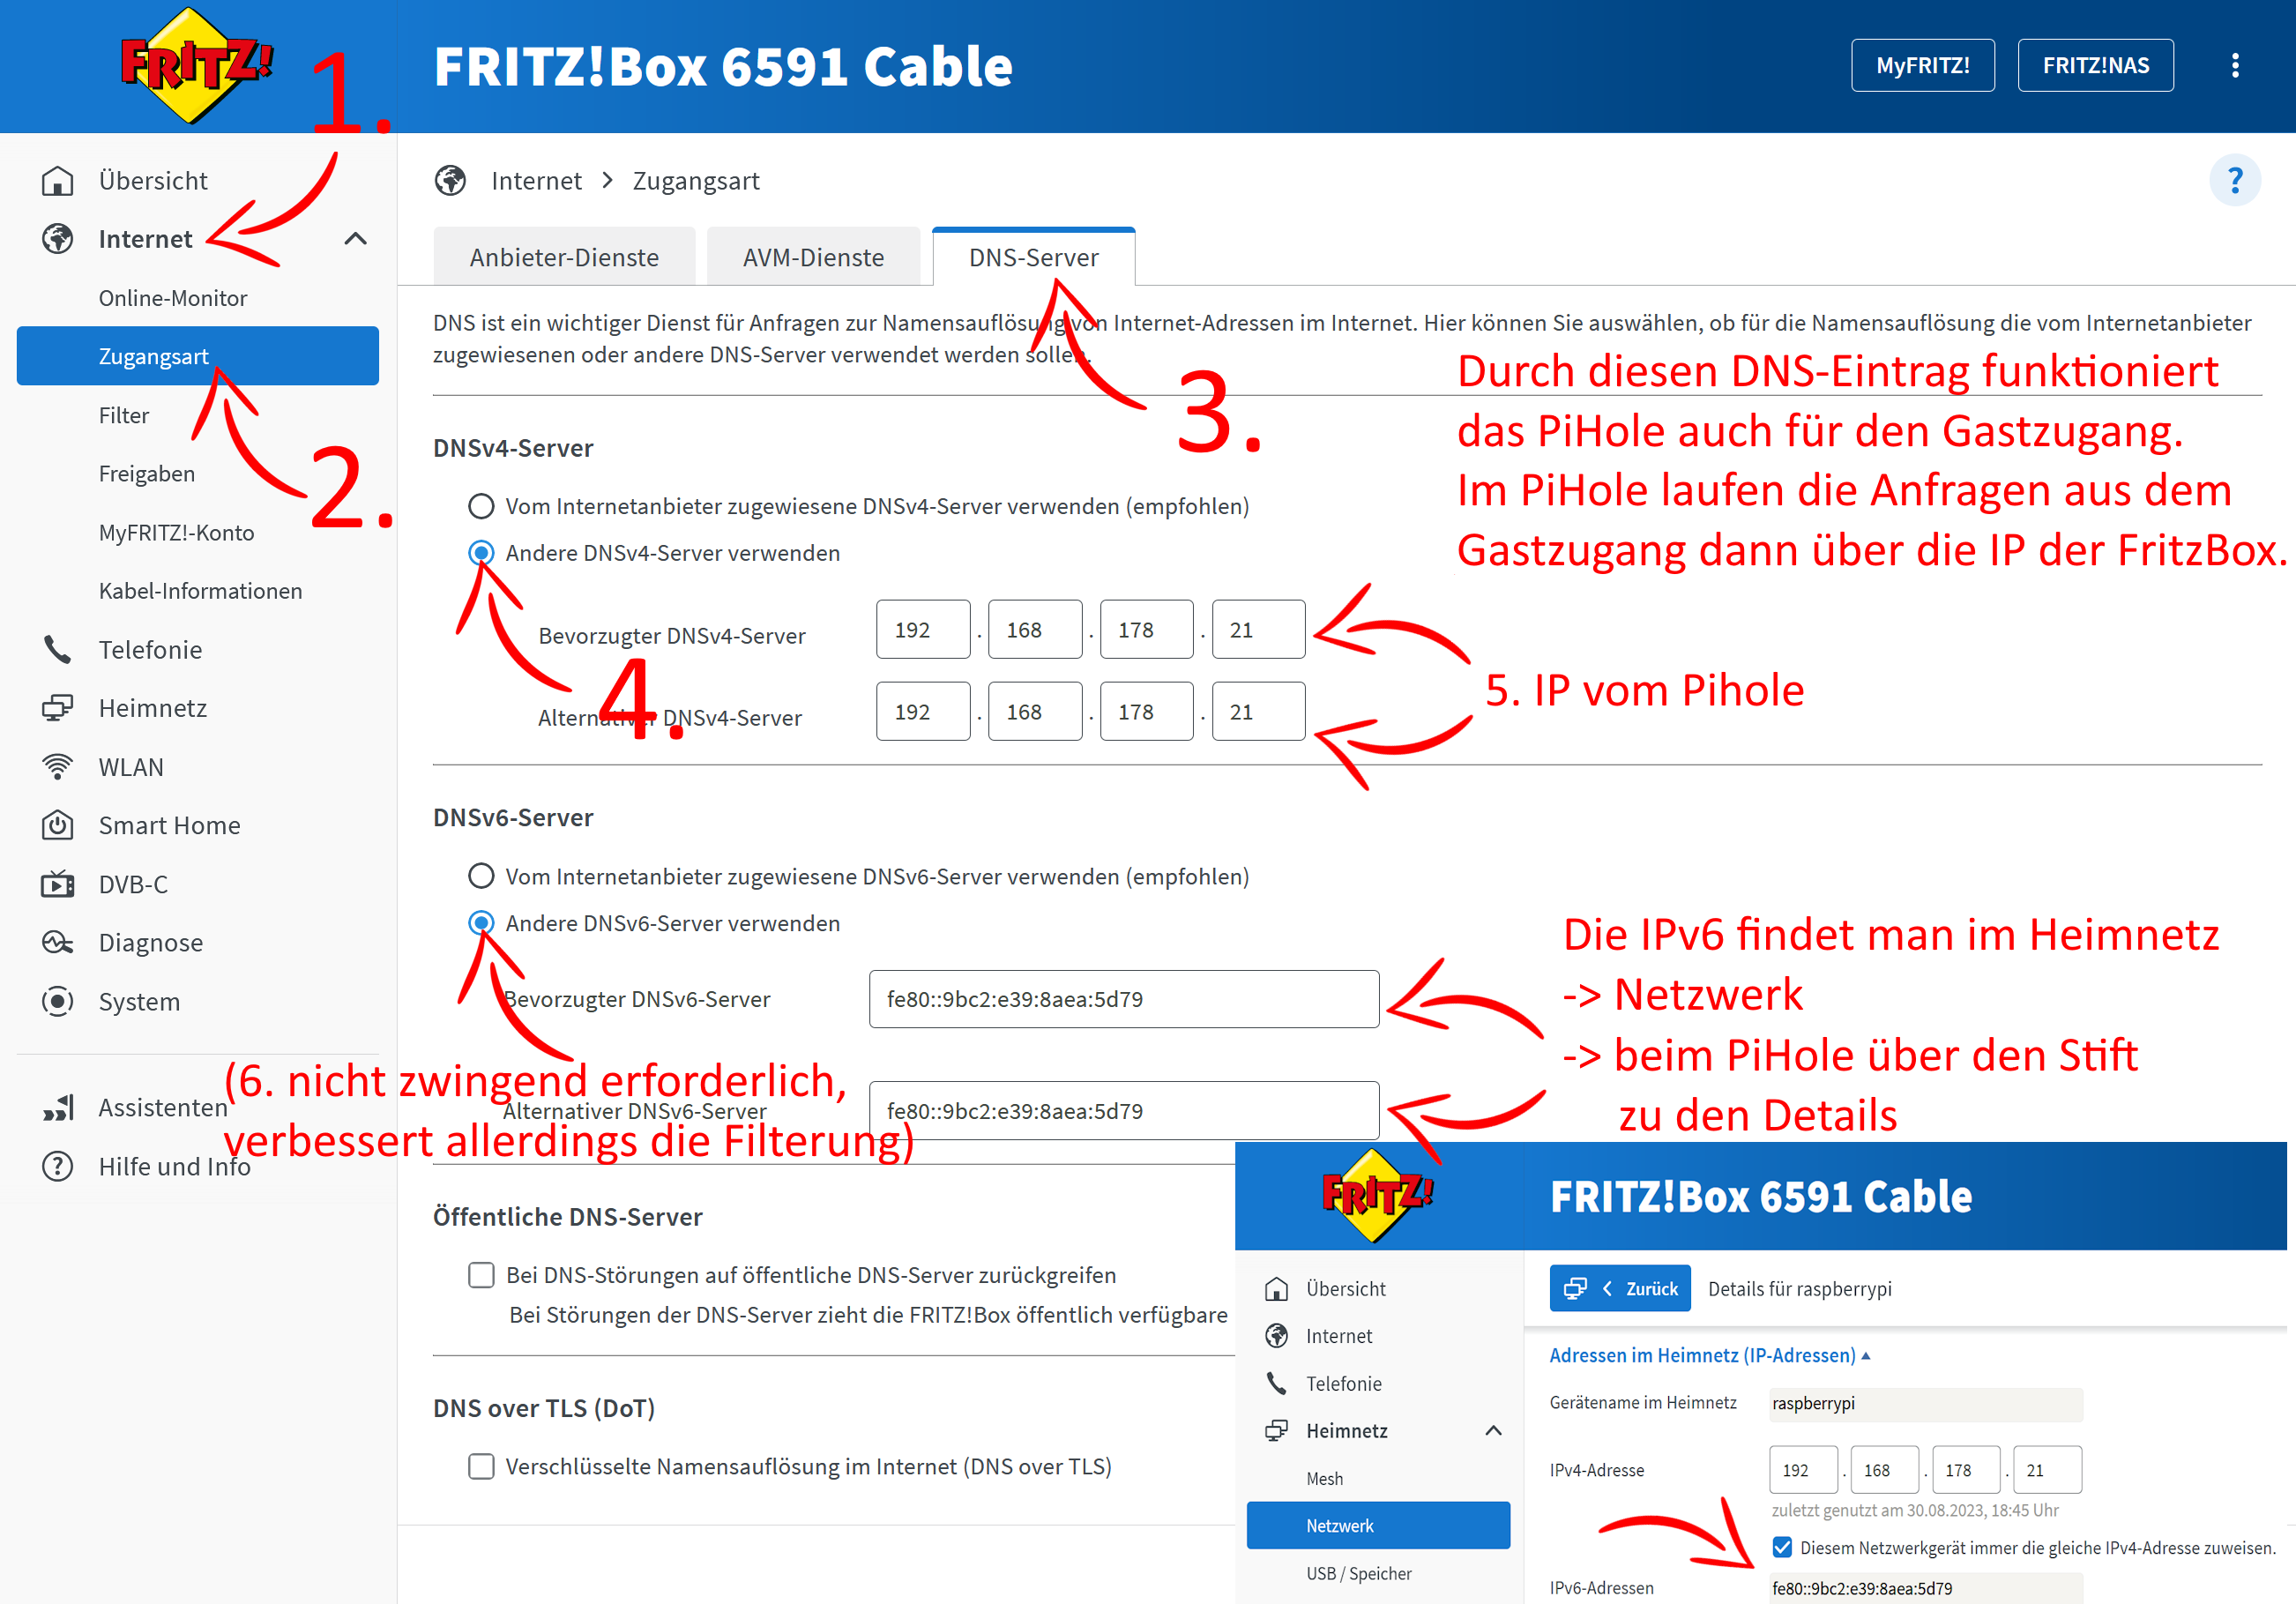 FRITZ!
FRITZ!Box 6591 Cable
MyFRITZ!
FRITZ!NAS
1.
Übersicht
Internet
Online-Monitor
Zugangsart
2.
Filter
Freigaben
MyFRITZ!-Konto
Kabel-Informationen
Telefonie
Heimnetz
WLAN
Smart Home
DVB-C
Diagnose
System
Assistenten
Hilfe und Info
Internet > Zugangsart
?
Anbieter-Dienste
AVM-Dienste
DNS-Server
DNS ist ein wichtiger Dienst für Anfragen zur Namensauflösung von Internet-Adressen im Internet. Hier können Sie auswählen, ob für die Namensauflösung die vom Internetanbieter
zugewiesenen oder andere DNS-Server verwendet werden sollen.
3.
Durch diesen DNS-Eintrag funktioniert
das PiHole auch für den Gastzugang.
Im PiHole laufen die Anfragen aus dem
Gastzugang dann über die IP der FritzBox.
DNSv4-Server
Vom Internetanbieter zugewiesene DNSv4-Server verwenden (empfohlen)
Andere DNSv4-Server verwenden
4.
Bevorzugter DNSv4-Server
192 . 168 . 178 . 21
Alternativer DNSv4-Server
192 . 168 . 178 . 21
5. IP vom Pihole
DNSv6-Server
Vom Internetanbieter zugewiesene DNSv6-Server verwenden (empfohlen)
Andere DNSv6-Server verwenden
Bevorzugter DNSv6-Server
fe80::9bc2:e39:8aea:5d79
Alternativer DNSv6-Server
fe80::9bc2:e39:8aea:5d79
(6. nicht zwingend erforderlich,
verbessert allerdings die Filterung)
Die IPv6 findet man im Heimnetz
-> Netzwerk
-> beim PiHole über den Stift
zu den Details
Öffentliche DNS-Server
Bei DNS-Störungen auf öffentliche DNS-Server zurückgreifen
Bei Störungen der DNS-Server zieht die FRITZ!Box öffentlich verfügbare
DNS over TLS (DoT)
Verschlüsselte Namensauflösung im Internet (DNS over TLS)
FRITZ!
FRITZ!Box 6591 Cable
Übersicht
Internet
Telefonie
Heimnetz
Mesh
Netzwerk
USB / Speicher
Zurück
Details für raspberrypi
Adressen im Heimnetz (IP-Adressen)
Gerätename im Heimnetz
raspberrypi
IPv4-Adresse
192 . 168 . 178 . 21
zuletzt genutzt am 30.08.2023, 18:45 Uhr
Diesem Netzwerkgerät immer die gleiche IPv4-Adresse zuweisen.
IPv6-Adressen
fe80::9bc2:e39:8aea:5d79